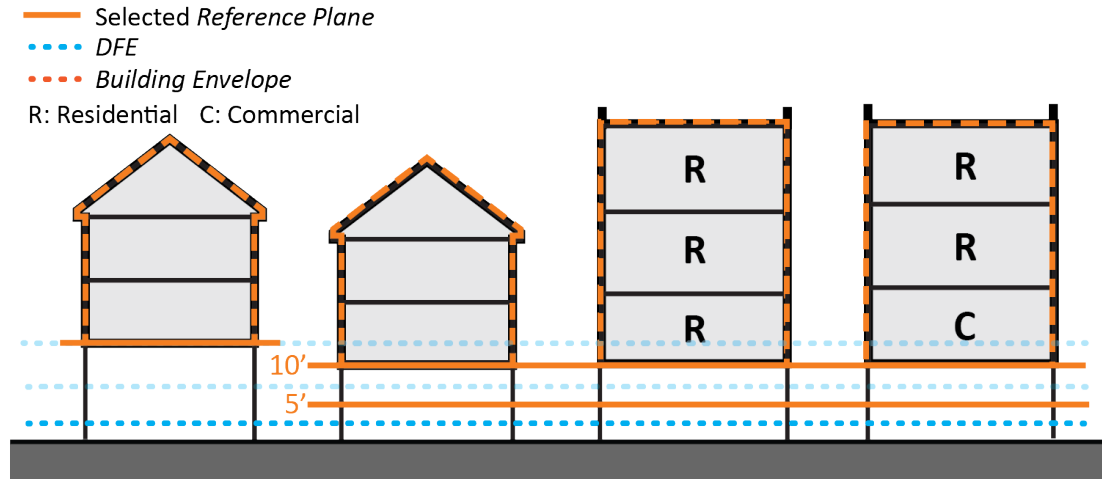 Selected Reference Plane
DFE
Building Envelope
R: Residential C: Commercial
R
R
R
R
R
C
10’
5’